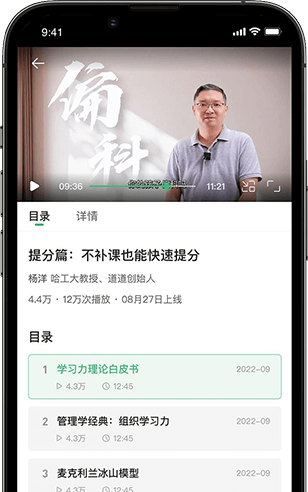 9:41
偏
科
09:36
11:21
目录
详情
提分篇：不补课也能快速提分
杨洋 哈工大教授、道道创始人
4.4万 · 12万次播放 · 08月27日上线
目录
1 学习力理论白皮书 2022-09
4.3万 12:45
2 管理学经典：组织学习力 2022-09
4.3万 12:45
3 麦克利兰冰山模型 2022-09
4.3万 12:45